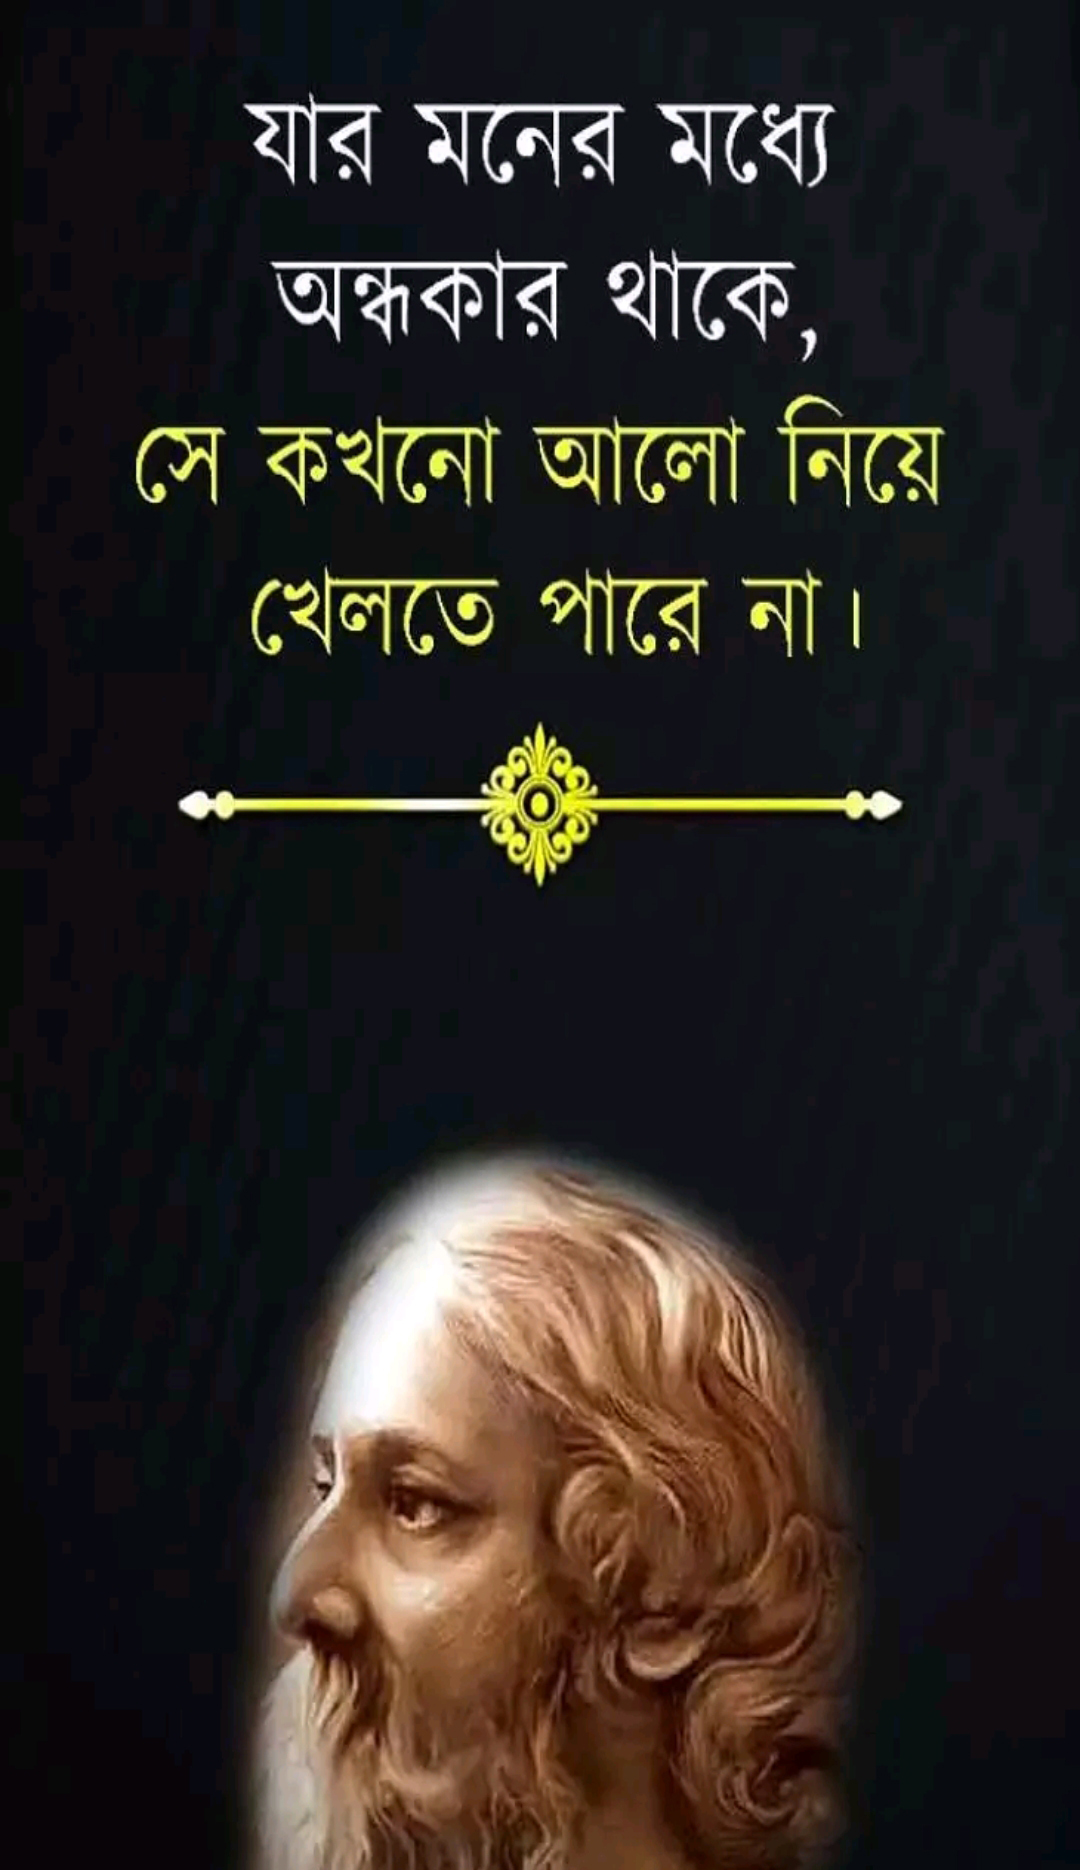 যার মনের মধ্যে
অন্ধকার থাকে,
সে কখনো আলো নিয়ে
খেলতে পারে না।